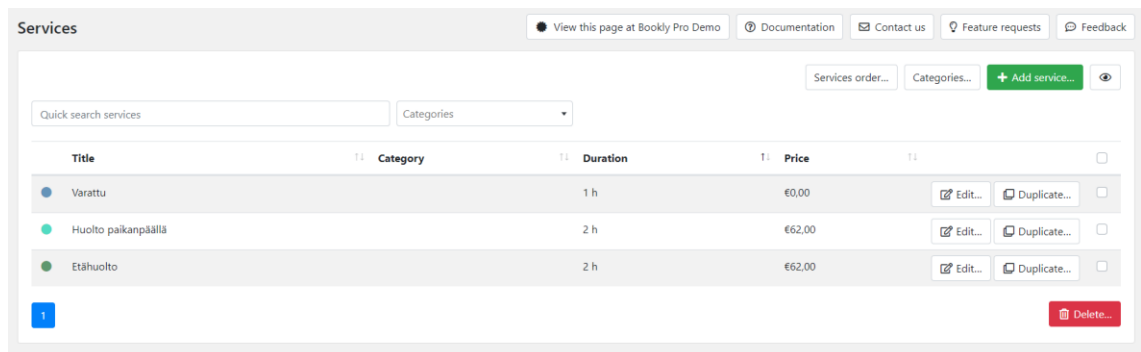 Services View this page at Bookly Pro Demo Documentation Contact us Feature requests Feedback
Services order... Categories... Add service...
Quick search services Categories
Title Category Duration Price
Varattu 1 h €0,00 Edit... Duplicate...
Huolto paikanpäällä 2 h €62,00 Edit... Duplicate...
Etähuolto 2 h €62,00 Edit... Duplicate...
1 Delete...